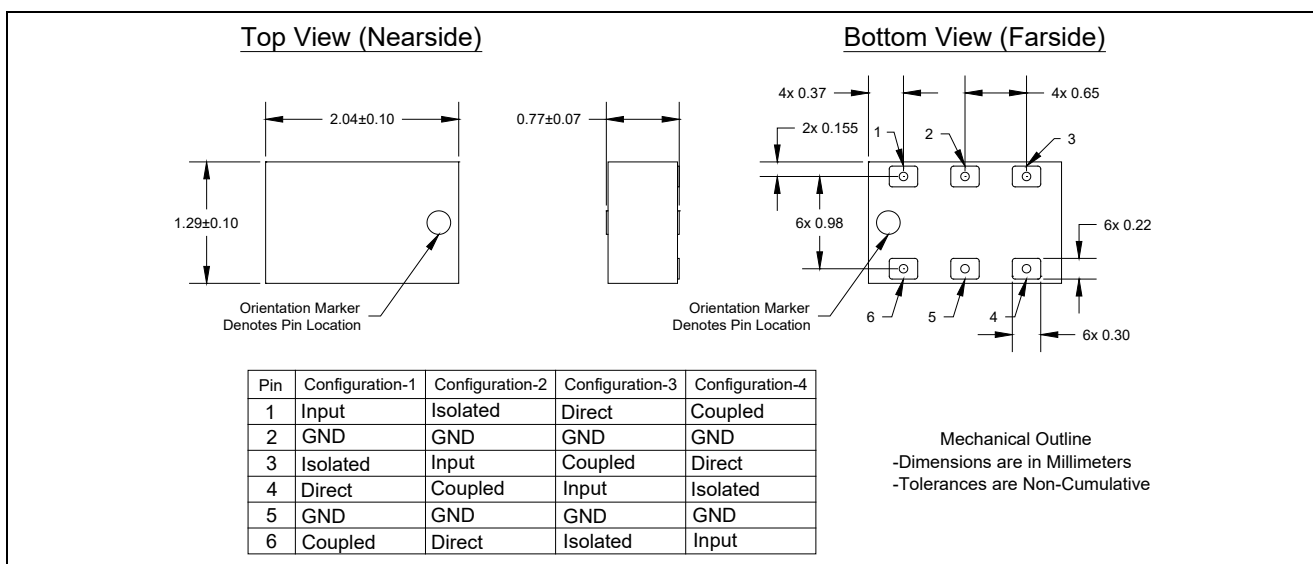 Top View (Nearside)
Bottom View (Farside)
4x 0.37
4x 0.65
2.04±0.10
0.77±0.07
2x 0.155
1
2
3
1.29±0.10
6x 0.98
6x 0.22
Orientation Marker
Denotes Pin Location
Orientation Marker
Denotes Pin Location
6
5
4
6x 0.30
Pin Configuration-1 Configuration-2 Configuration-3 Configuration-4
1 Input Isolated Direct Coupled
2 GND GND GND GND
3 Isolated Input Coupled Direct
4 Direct Coupled Input Isolated
5 GND GND GND GND
6 Coupled Direct Isolated Input
Mechanical Outline
-Dimensions are in Millimeters
-Tolerances are Non-Cumulative